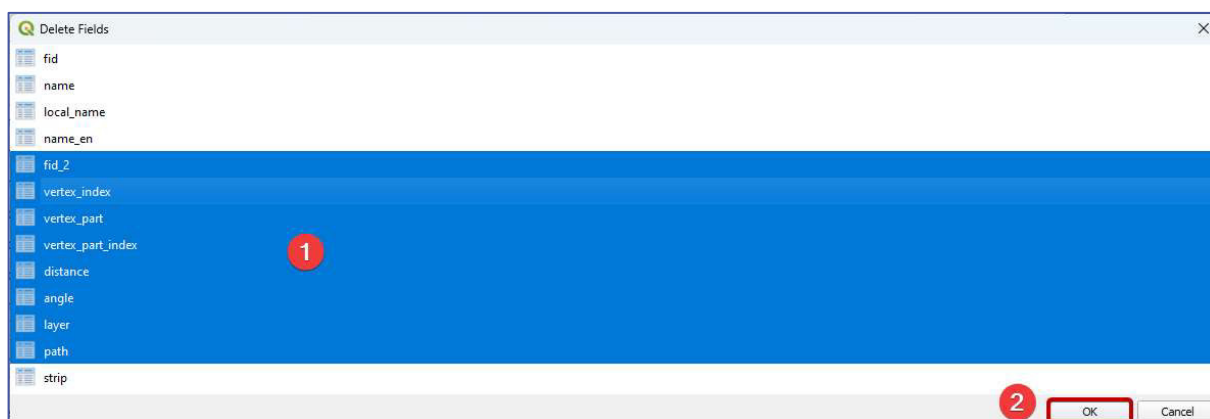 Delete Fields
fid
name
local_name
name_en
fid_2
vertex_index
vertex_part
vertex_part_index
1
distance
angle
layer
path
strip
2
OK Cancel